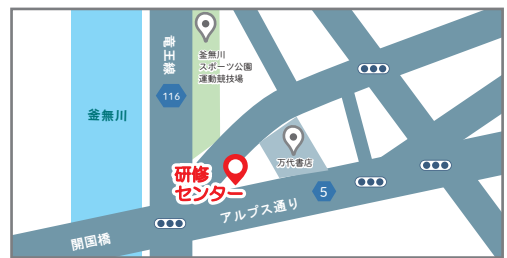 釜無川
スポーツ公園
運動競技場
竜王線
116
釜無川
万代書店
研修
センター
5
アルプス通り
開国橋